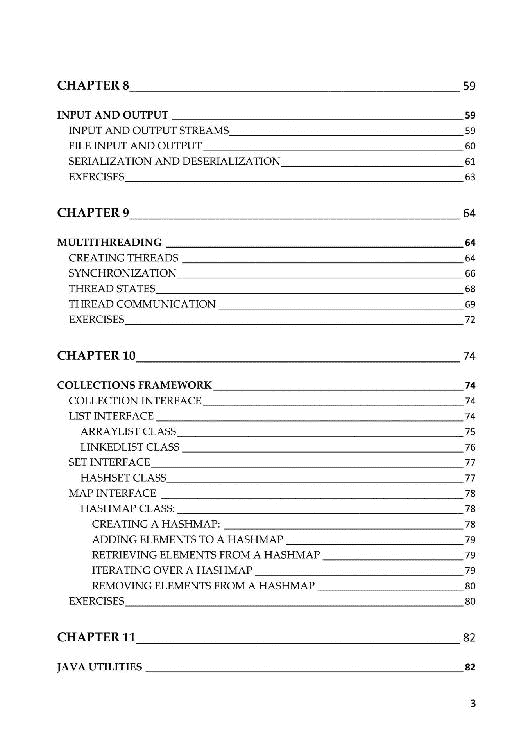 CHAPTER 8 59
INPUT AND OUTPUT 59
INPUT AND OUTPUT STREAMS 59
FILE INPUT AND OUTPUT 60
SERIALIZATION AND DESERIALIZATION 61
EXERCISES 63
CHAPTER 9 64
MULTITHREADING 64
CREATING THREADS 64
SYNCHRONIZATION 66
THREAD STATES 68
THREAD COMMUNICATION 69
EXERCISES 72
CHAPTER 10 74
COLLECTIONS FRAMEWORK 74
COLLECTION INTERFACE 74
LIST INTERFACE 74
ARRAYLIST CLASS 75
LINKEDLIST CLASS 76
SET INTERFACE 77
HASHSET CLASS 77
MAP INTERFACE 78
HASHMAP CLASS: 78
CREATING A HASHMAP: 78
ADDING ELEMENTS TO A HASHMAP 79
RETRIEVING ELEMENTS FROM A HASHMAP 79
ITERATING OVER A HASHMAP 79
REMOVING ELEMENTS FROM A HASHMAP 80
EXERCISES 80
CHAPTER 11 82
JAVA UTILITIES 82
3